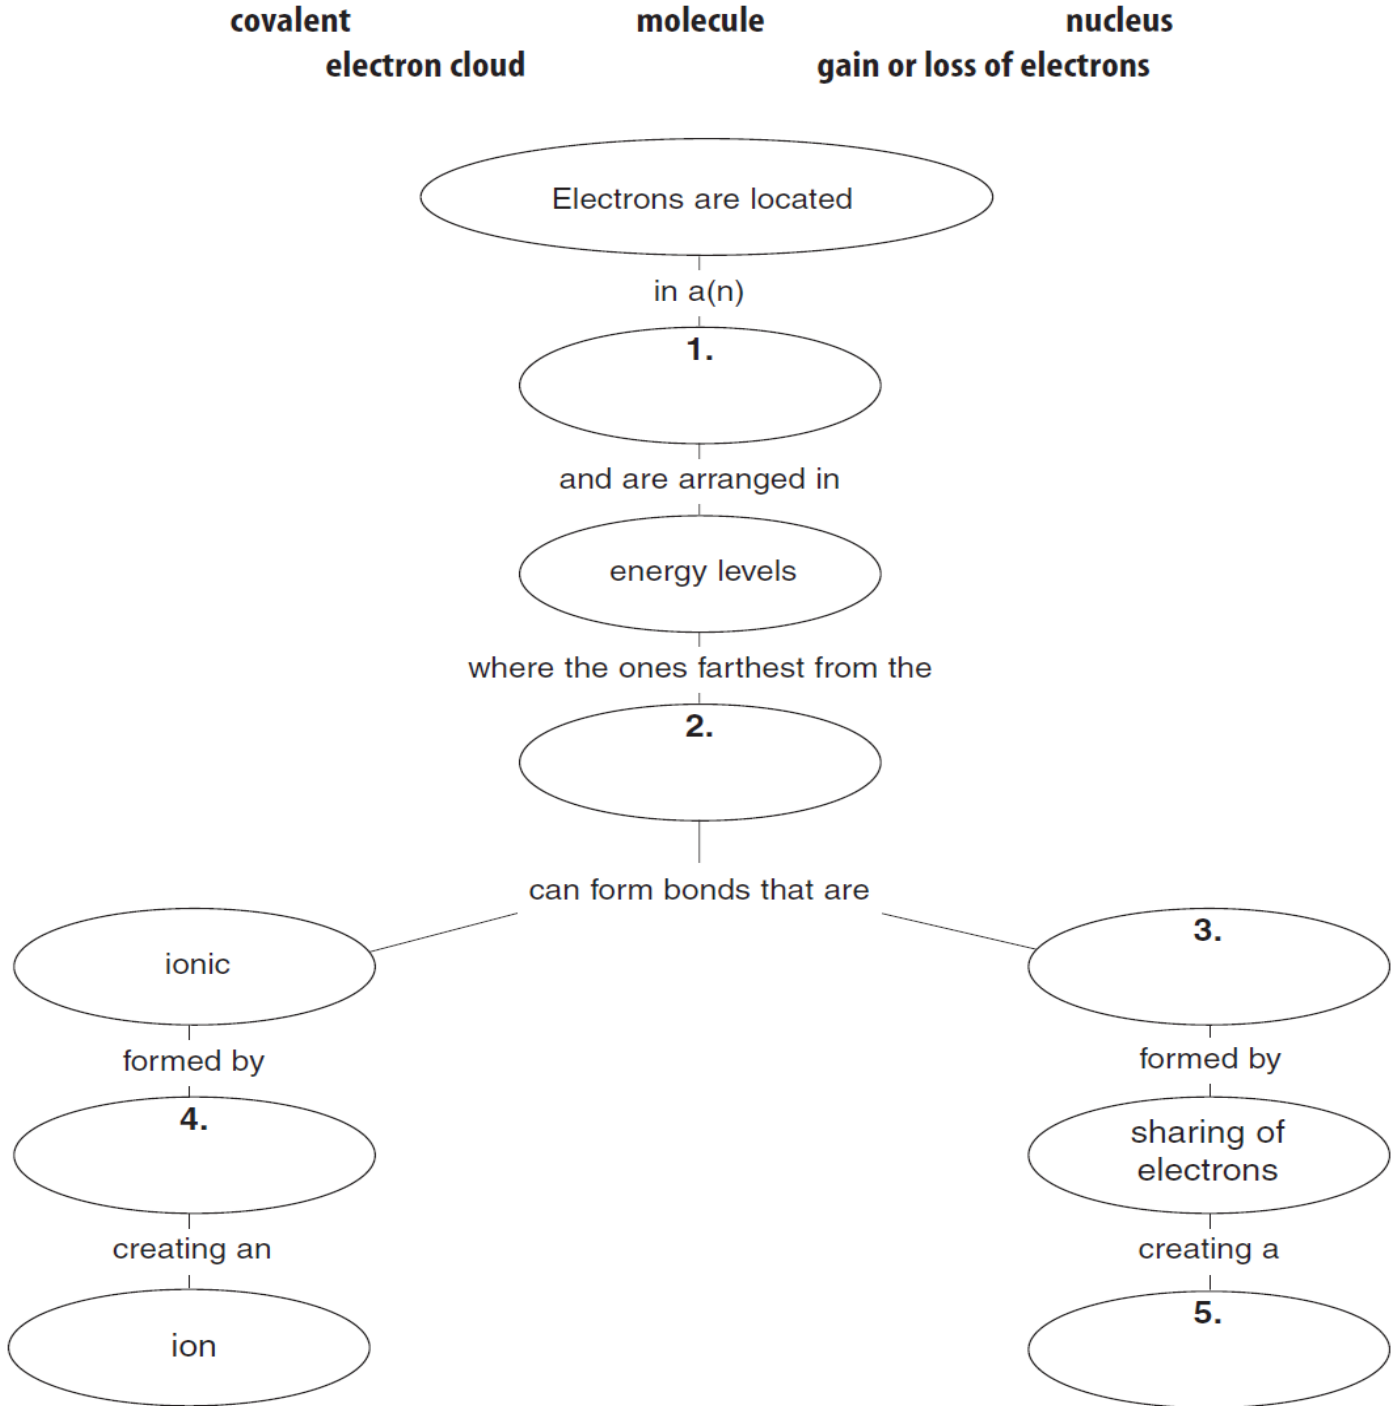 covalent molecule nucleus
electron cloud gain or loss of electrons
Electrons are located
in a(n)
1.
and are arranged in
energy levels
where the ones farthest from the
2.
can form bonds that are
ionic
3.
formed by
formed by
4.
sharing of
electrons
creating an
creating a
ion
5.